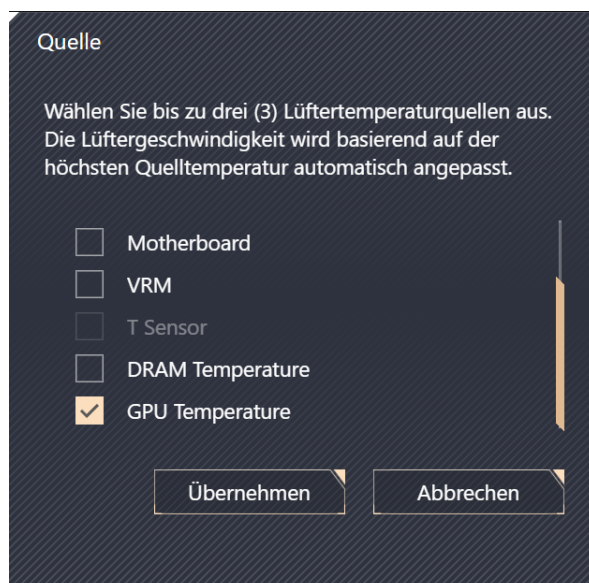 Quelle
Wählen Sie bis zu drei (3) Lüftertemperaturquellen aus.
Die Lüftergeschwindigkeit wird basierend auf der
höchsten Quelltemperatur automatisch angepasst.
Motherboard
VRM
T Sensor
DRAM Temperature
GPU Temperature
Übernehmen Abbrechen